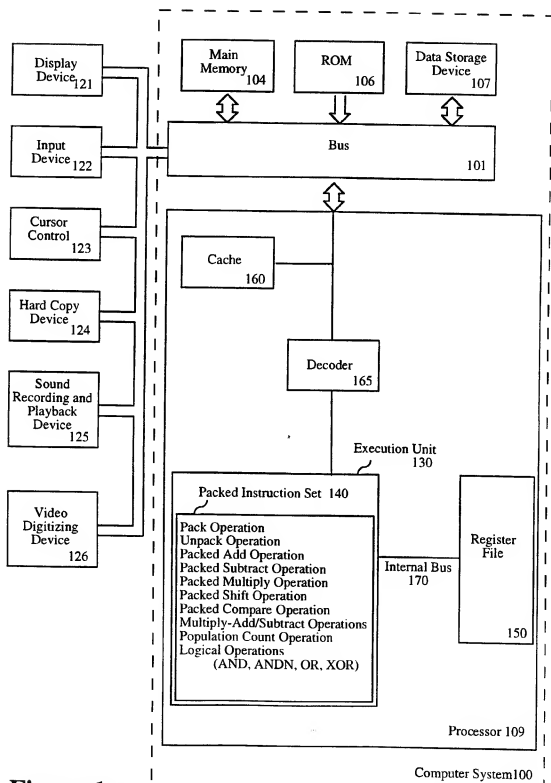 Display
Device
121
Input
Device
122
Cursor
Control
123
Hard Copy
Device
124
Sound
Recording and
Playback
Device
125
Video
Digitizing
Device
126
Main
Memory
104
ROM
106
Data Storage
Device
107
Bus
101
Cache
160
Decoder
165
Execution Unit
130
Packed Instruction Set 140
Pack Operation
Unpack Operation
Packed Add Operation
Packed Subtract Operation
Packed Multiply Operation
Packed Shift Operation
Packed Compare Operation
Multiply-Add/Subtract Operations
Population Count Operation
Logical Operations
(AND, ANDN, OR, XOR)
Internal Bus
170
Register
File
150
Processor 109
Computer System100